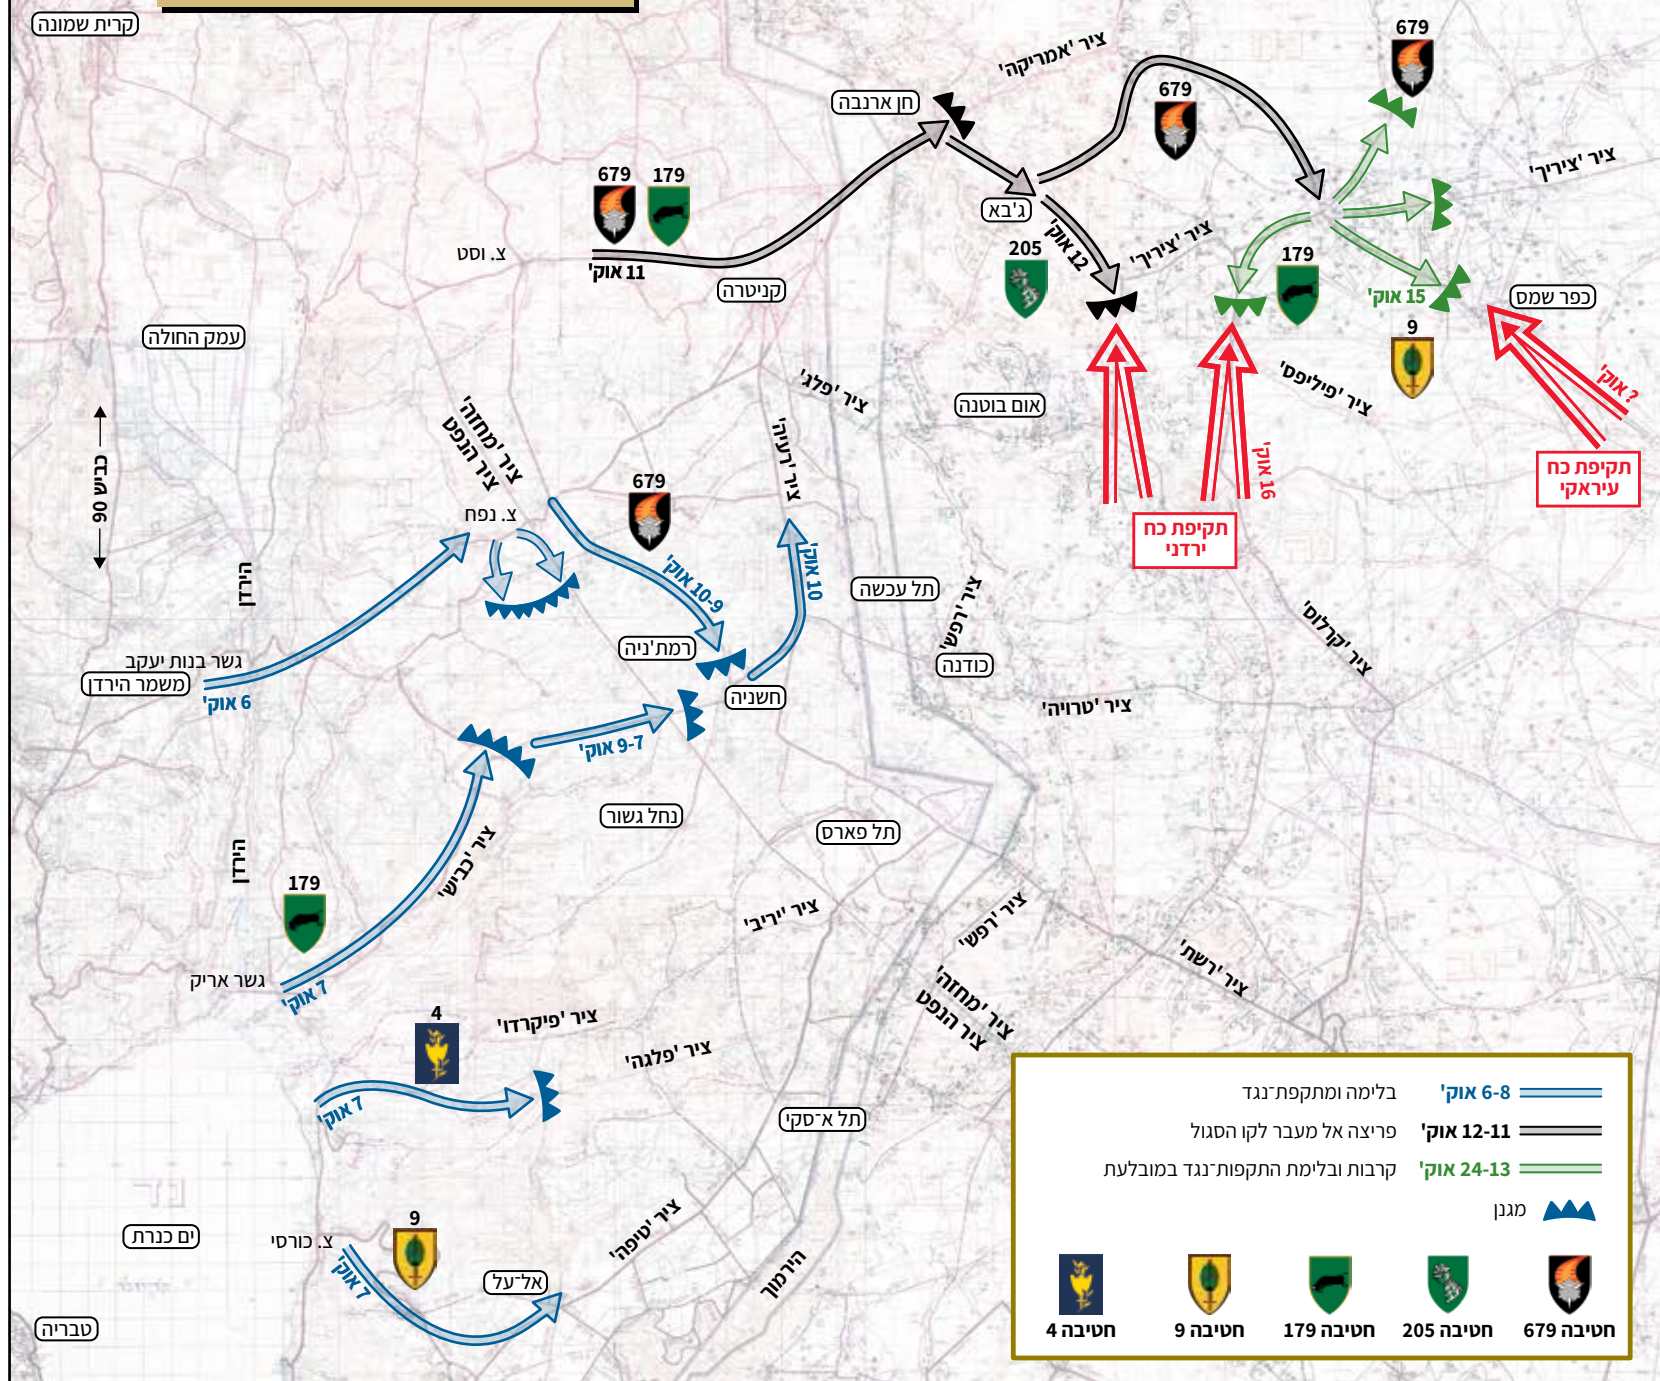 קרית שמונה
ציר 'אמריקה'
679
679
חן ארנבה
ציר 'ציריך'
679
179
ג'בא
צ. וסט
11 אוק'
12 אוק'
ציר 'ציריך'
205
179
קניטרה
15 אוק'
כפר שמס
9
עמק החולה
ציר 'פלג'
ציר 'פיליפס'
? אוק'
אום בוטנה
ציר 'מחזה'
ציר הנפט
ציר 'רעיה'
16 אוק'
כביש 90
תקיפת כח
עיראקי
679
צ. נפח
תקיפת כח
ירדני
הירדן
10-9 אוק'
10 אוק'
תל עכשה
ציר 'רפש'
ציר 'קרלוס'
רמת'ניה
כודנה
גשר בנות יעקב
משמר הירדן
6 אוק'
חשניה
ציר 'טרויה'
9-7 אוק'
נחל גשור
תל פארס
הירדן
ציר 'כביש'
179
ציר 'יריב'
ציר 'רפש'
ציר 'רשת'
גשר אריק
7 אוק'
ציר 'מחזה'
ציר הנפט
4
ציר 'פיקרדו'
ציר 'פלגה'
7 אוק'
תל א־סקי
6-8 אוק' בלימה ומתקפת־נגד
12-11 אוק' פריצה אל מעבר לקו הסגול
24-13 אוק' קרבות ובלימת התקפות־נגד במובלעת
מגנן
חטיבה 679 חטיבה 205 חטיבה 179 חטיבה 9 חטיבה 4
ים כנרת
צ. כורסי
9
7 אוק'
אל־על
ציר 'טיפה'
הירמוך
טבריה